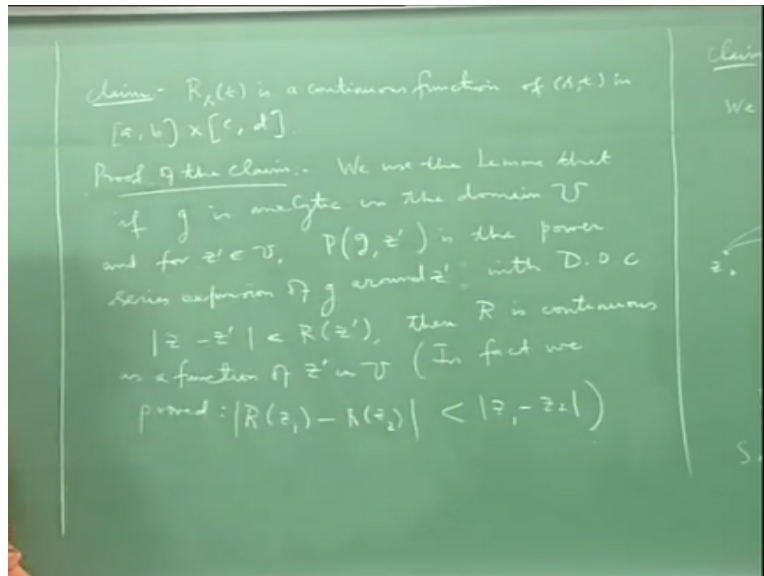 Claim:- R_s(t) is a continuous function of (s,t) in
[a, b] × [c, d].
Proof of the Claim:- We use the Lemma that
if g is analytic in the domain U
and for z' ∈ U, P(g, z') is the power
series expansion of g around z' with D.O.C
|z - z'| < R(z'), then R is continuous
as a function of z' in U (In fact we
proved : |R(z₁) - R(z₂)| < |z₁ - z₂|)
Claim
We
z₀
S